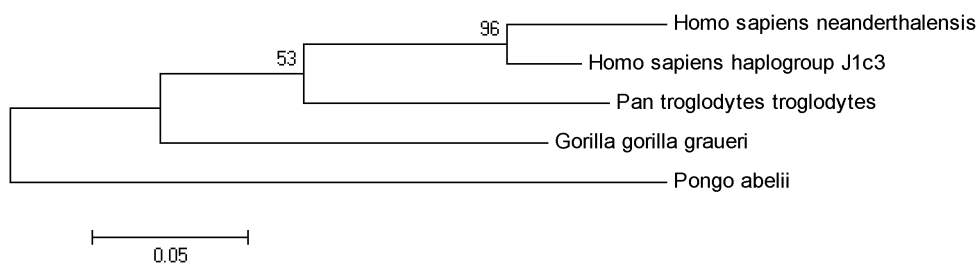 96
Homo sapiens neanderthalensis
Homo sapiens haplogroup J1c3
53
Pan troglodytes troglodytes
Gorilla gorilla graueri
Pongo abelii
0.05